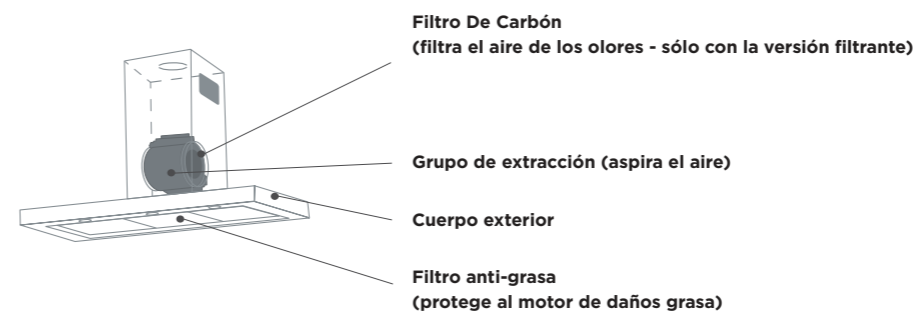 Filtro De Carbón
(filtra el aire de los olores - sólo con la versión filtrante)
Grupo de extracción (aspira el aire)
Cuerpo exterior
Filtro anti-grasa
(protege al motor de daños grasa)